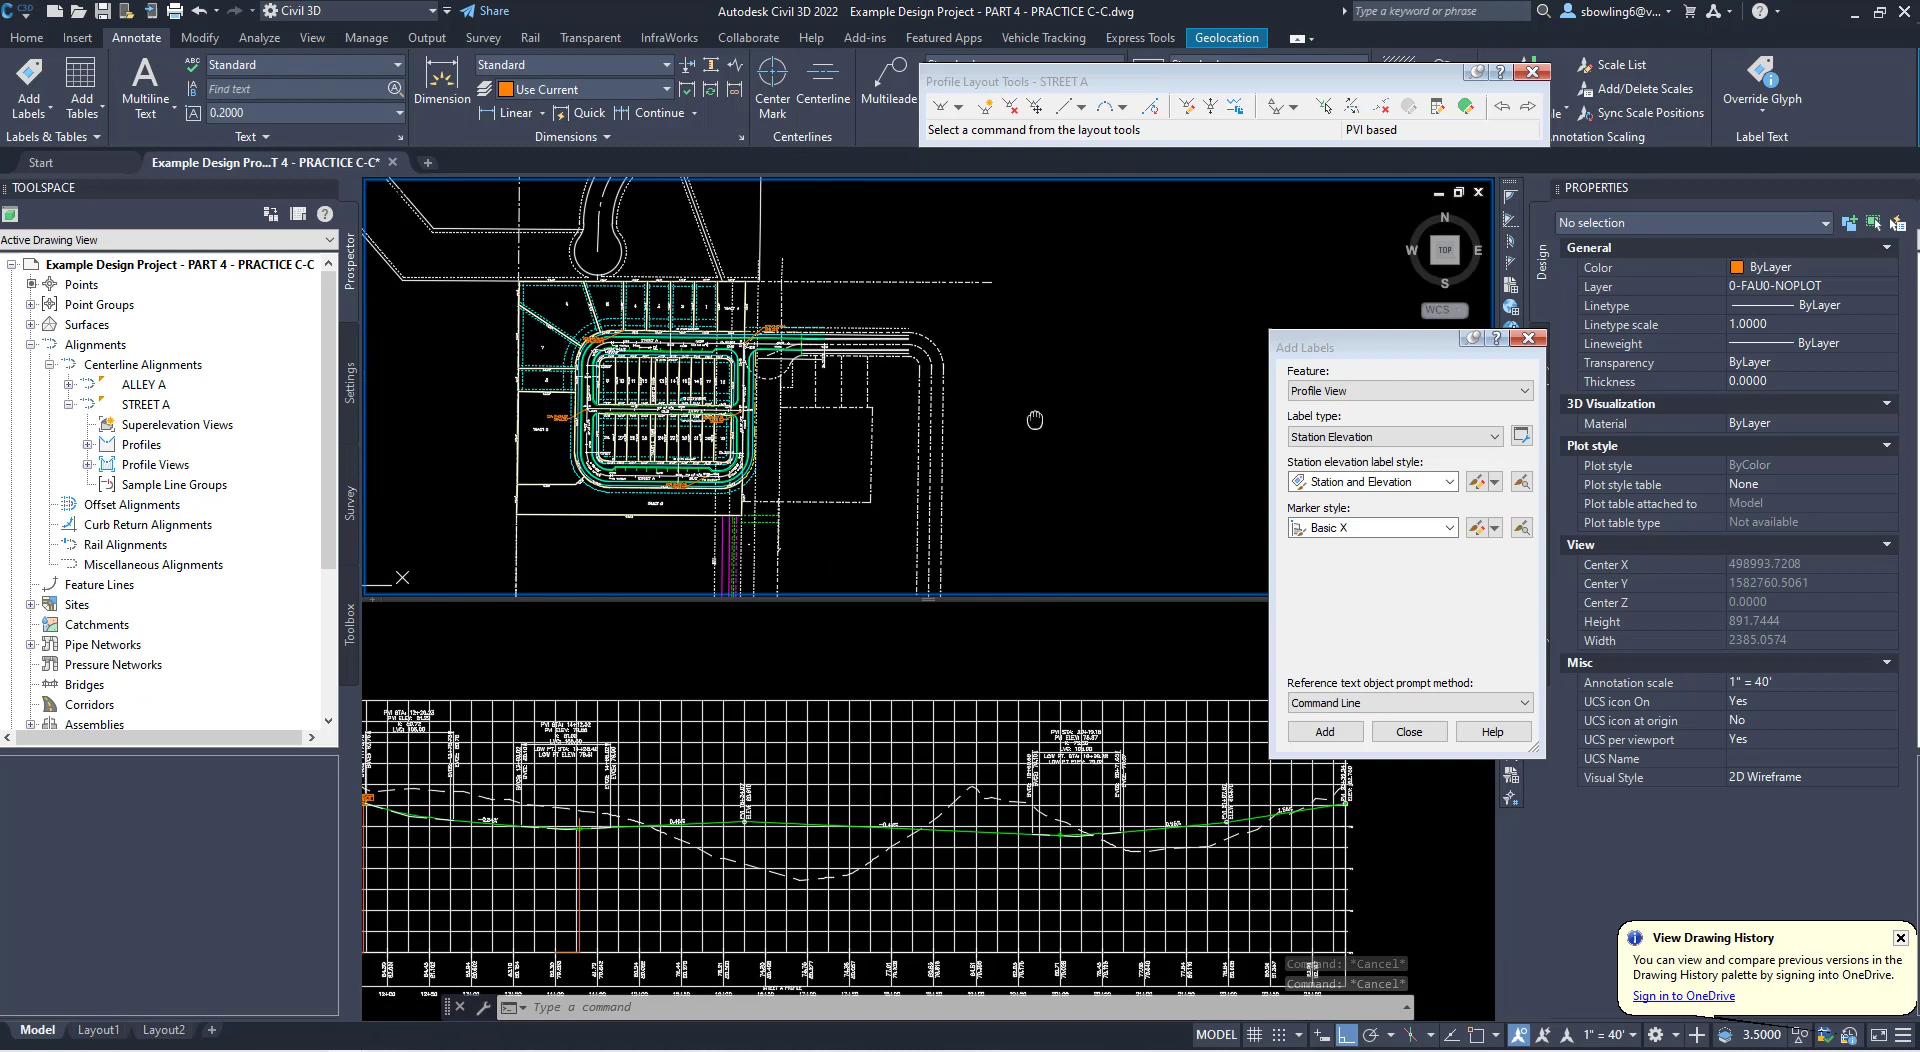 Civil 3D
Share
Autodesk Civil 3D 2022 Example Design Project - PART 4 - PRACTICE C-C.dwg
Type a keyword or phrase
sbowling6@v...
Home Insert Annotate Modify Analyze View Manage Output Survey Rail Transparent InfraWorks Collaborate Help Add-ins Featured Apps Vehicle Tracking Express Tools Geolocation
Add Labels
Add Tables
Labels & Tables
Multiline Text
Standard
Find text
0.2000
Text
Dimension
Standard
Use Current
Linear Quick Continue
Dimensions
Center Mark
Centerline
Centerlines
Multileader
Profile Layout Tools - STREET A
Select a command from the layout tools
PVI based
Scale List
Add/Delete Scales
Sync Scale Positions
Annotation Scaling
Override Glyph
Label Text
Start
Example Design Pro...T 4 - PRACTICE C-C*
TOOLSPACE
Active Drawing View
Example Design Project - PART 4 - PRACTICE C-C
Points
Point Groups
Surfaces
Alignments
Centerline Alignments
ALLEY A
STREET A
Superelevation Views
Profiles
Profile Views
Sample Line Groups
Offset Alignments
Curb Return Alignments
Rail Alignments
Miscellaneous Alignments
Feature Lines
Sites
Catchments
Pipe Networks
Pressure Networks
Bridges
Corridors
Assemblies
Prospector
Settings
Survey
Toolbox
N
W TOP E
S
WCS
Add Labels
Feature:
Profile View
Label type:
Station Elevation
Station elevation label style:
Station and Elevation
Marker style:
Basic X
Reference text object prompt method:
Command Line
Add Close Help
PROPERTIES
Design
No selection
General
Color ByLayer
Layer 0-FAU0-NOPLOT
Linetype ByLayer
Linetype scale 1.0000
Lineweight ByLayer
Transparency ByLayer
Thickness 0.0000
3D Visualization
Material ByLayer
Plot style
Plot style ByColor
Plot style table None
Plot table attached to Model
Plot table type Not available
View
Center X 498993.7208
Center Y 1582760.5061
Center Z 0.0000
Height 891.7444
Width 2385.0574
Misc
Annotation scale 1" = 40'
UCS icon On Yes
UCS icon at origin No
UCS per viewport Yes
UCS Name
Visual Style 2D Wireframe
Command: *Cancel*
Command: *Cancel*
Type a command
View Drawing History
You can view and compare previous versions in the
Drawing History palette by signing into OneDrive.
Sign in to OneDrive
Model Layout1 Layout2
MODEL
1" = 40'
3.5000